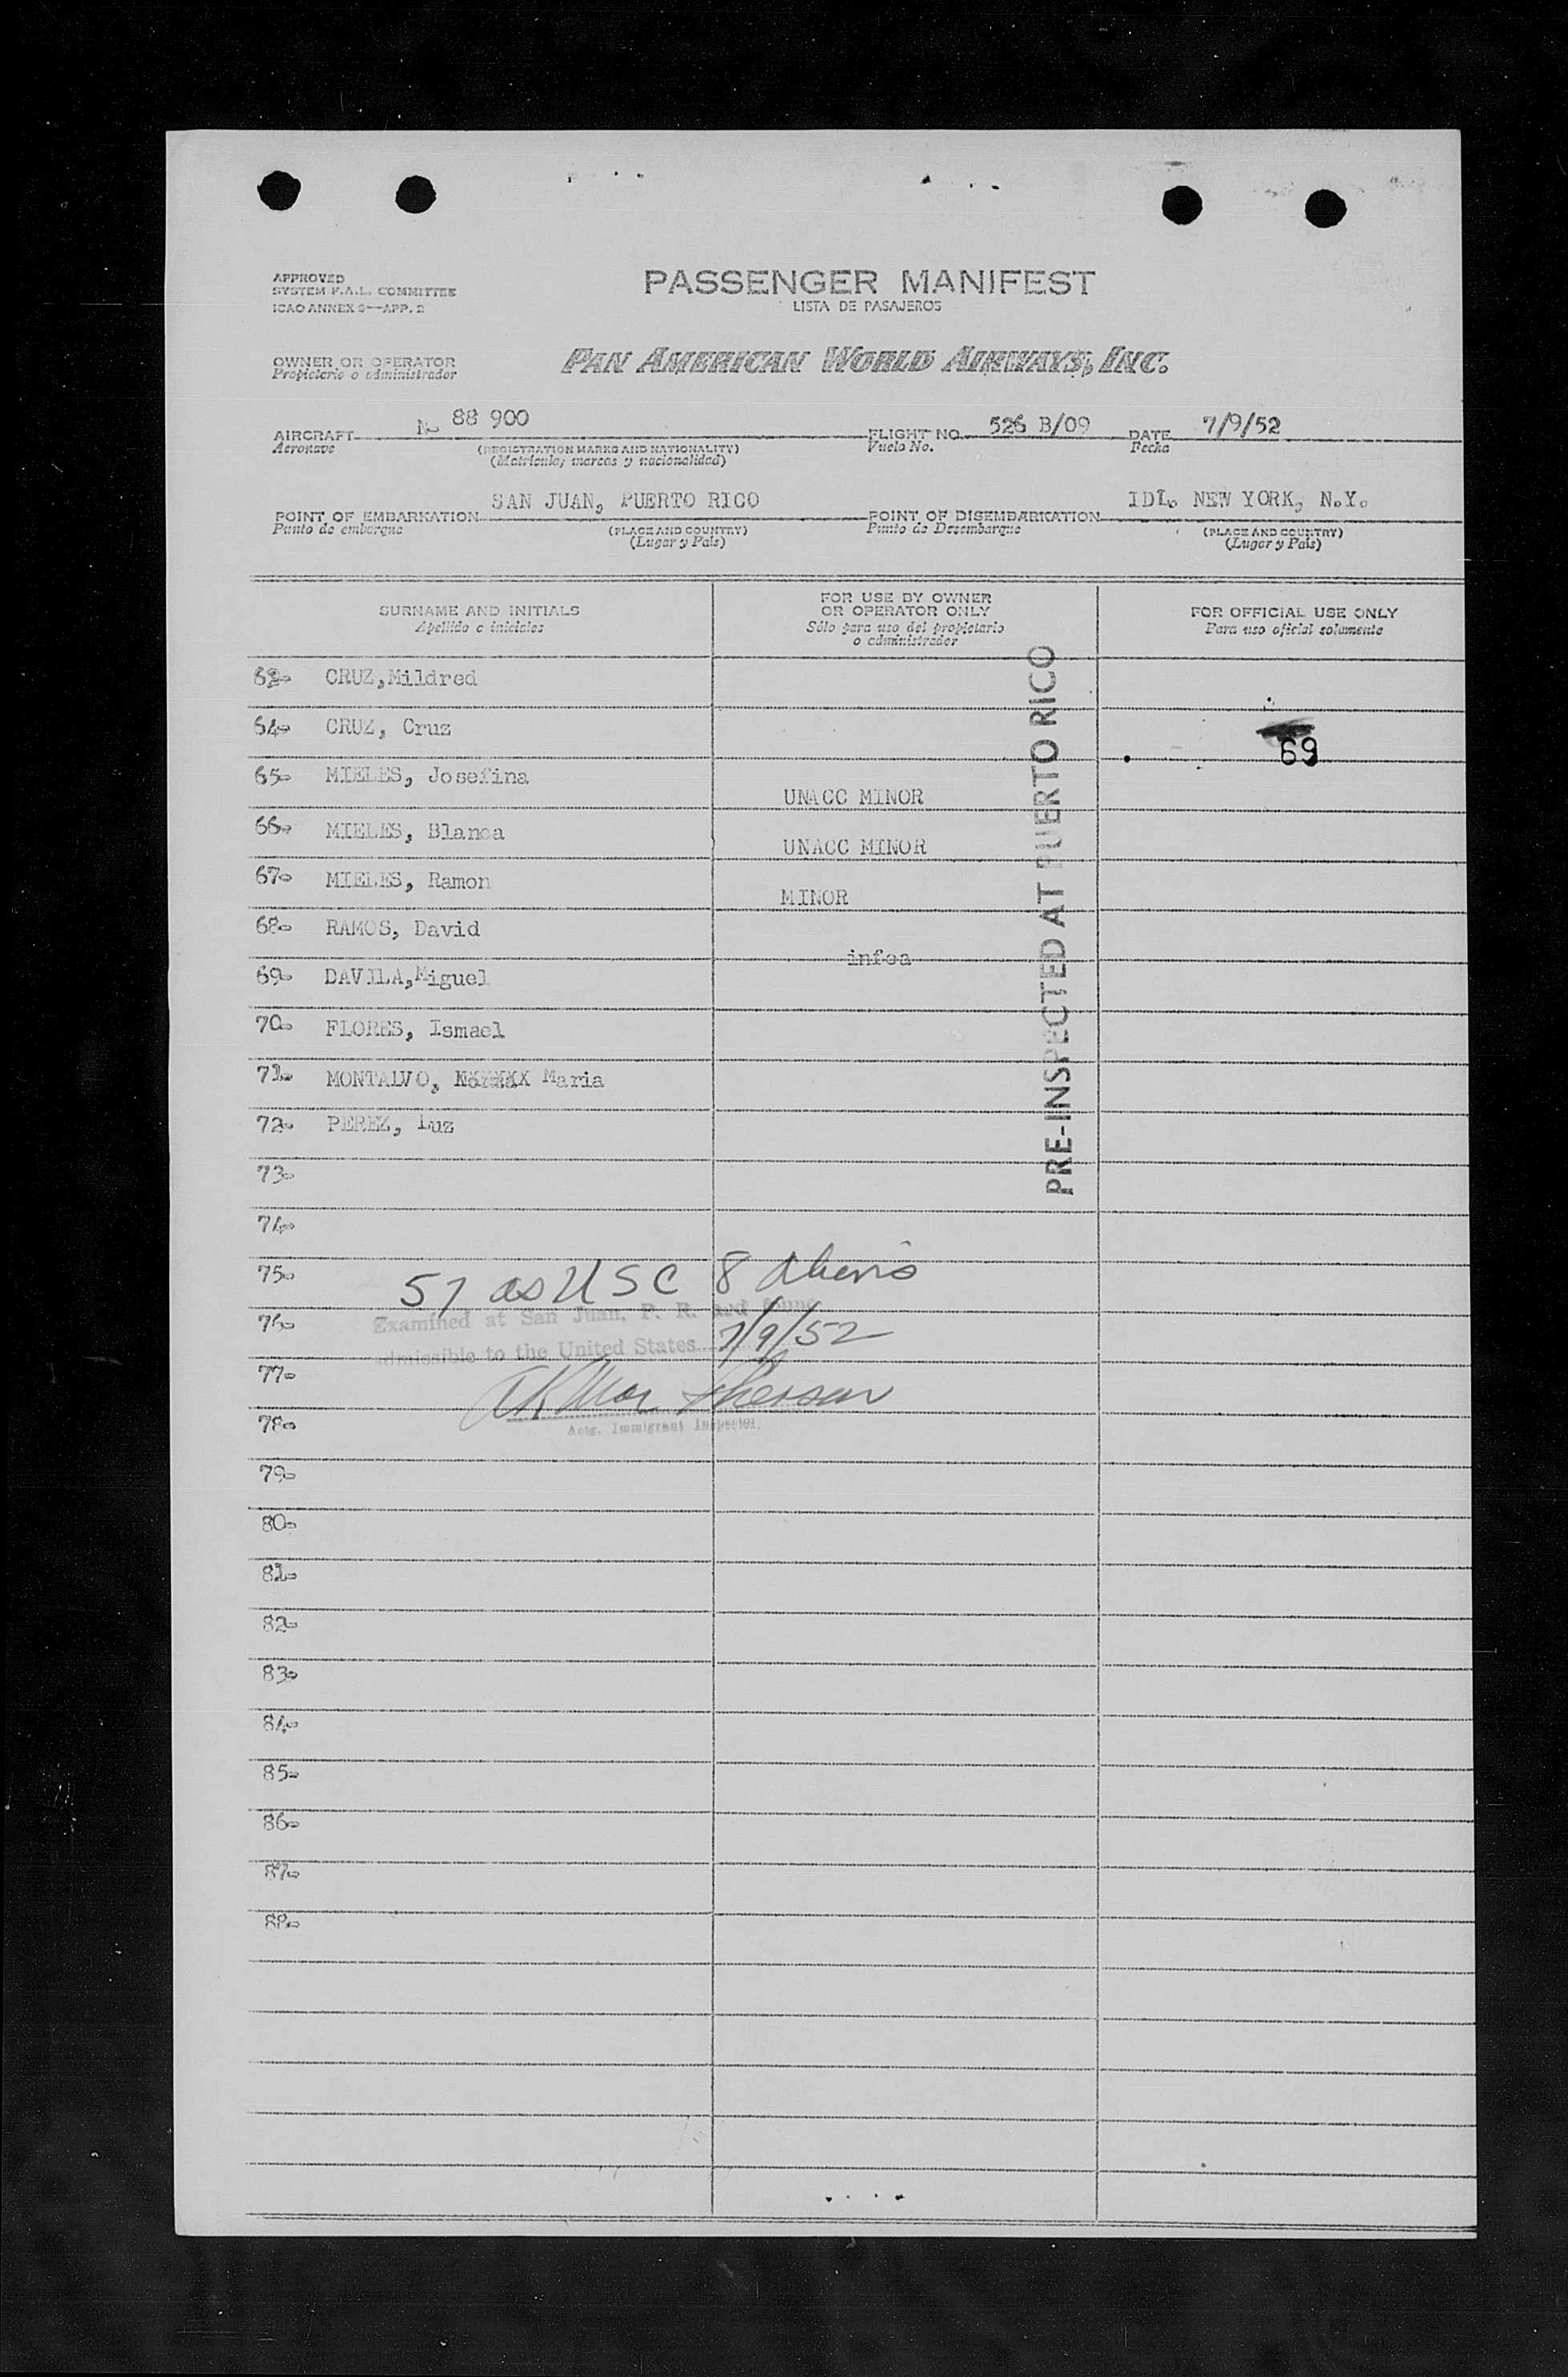 APPROVED
SYSTEM F.A.L. COMMITTEE
ICAO ANNEX 9—APP. 2
PASSENGER MANIFEST
LISTA DE PASAJEROS
OWNER OR OPERATOR
Propietario o administrador
PAN AMERICAN WORLD AIRWAYS, INC.
AIRCRAFT N- 88 900
Aeronave
(REGISTRATION MARKS AND NATIONALITY)
(Matricula, marcas y nacionalidad)
FLIGHT NO. 526 B/09
Vuelo No.
DATE 7/9/52
Fecha
POINT OF EMBARKATION SAN JUAN, PUERTO RICO
Punto de embarque
(PLACE AND COUNTRY)
(Lugar y País)
POINT OF DISEMBARKATION IDL. NEW YORK, N.Y.
Punto de Desembarque
(PLACE AND COUNTRY)
(Lugar y País)
SURNAME AND INITIALS
Apellido e iniciales
FOR USE BY OWNER
OR OPERATOR ONLY
Sólo para uso del propietario
o administrador
FOR OFFICIAL USE ONLY
Para uso oficial solamente
PRE-INSPECTED AT PUERTO RICO
63- CRUZ,Mildred
64- CRUZ, Cruz
69
65- MIELES, Josefina UNACC MINOR
66- MIELES, Blanca UNACC MINOR
67- MIELES, Ramon MINOR
68- RAMOS, David infoa
69- DAVILA,Miguel
70- FLORES, Ismael
71- MONTALVO, Maria
72- PEREZ, Luz
73-
74-
75- 57 as USC 8 Aliens
Examined at San Juan, P. R. and found
76- admissible to the United States 7/9/52
77-
78- Actg. Immigrant Inspector.
79-
80-
81-
82-
83-
84-
85-
86-
87-
88-